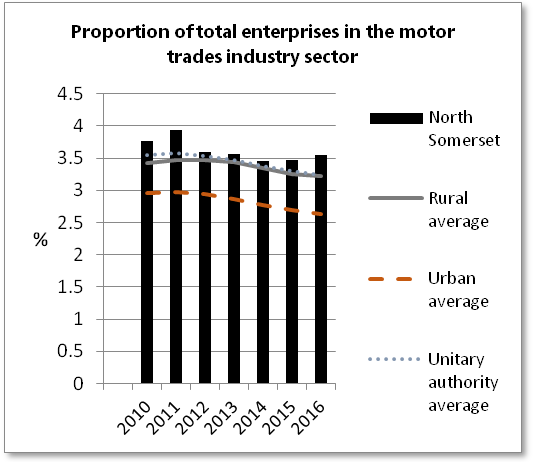 Proportion of total enterprises in the motor
trades industry sector
4.5
4
3.5
3
2.5
2
1.5
1
0.5
0
%
2010
2011
2012
2013
2014
2015
2016
North
Somerset
Rural
average
Urban
average
Unitary
authority
average